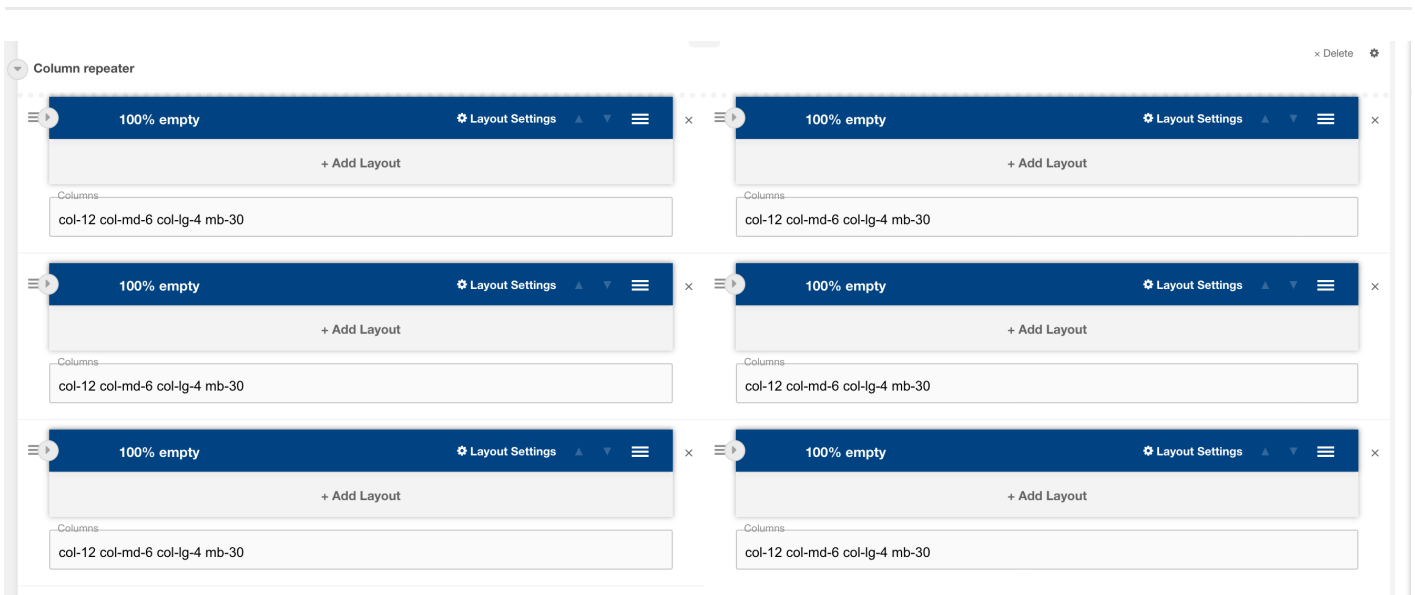 × Delete
Column repeater
100% empty Layout Settings ×
100% empty Layout Settings ×
+ Add Layout
+ Add Layout
Columns
Columns
col-12 col-md-6 col-lg-4 mb-30
col-12 col-md-6 col-lg-4 mb-30
100% empty Layout Settings ×
100% empty Layout Settings ×
+ Add Layout
+ Add Layout
Columns
Columns
col-12 col-md-6 col-lg-4 mb-30
col-12 col-md-6 col-lg-4 mb-30
100% empty Layout Settings ×
100% empty Layout Settings ×
+ Add Layout
+ Add Layout
Columns
Columns
col-12 col-md-6 col-lg-4 mb-30
col-12 col-md-6 col-lg-4 mb-30